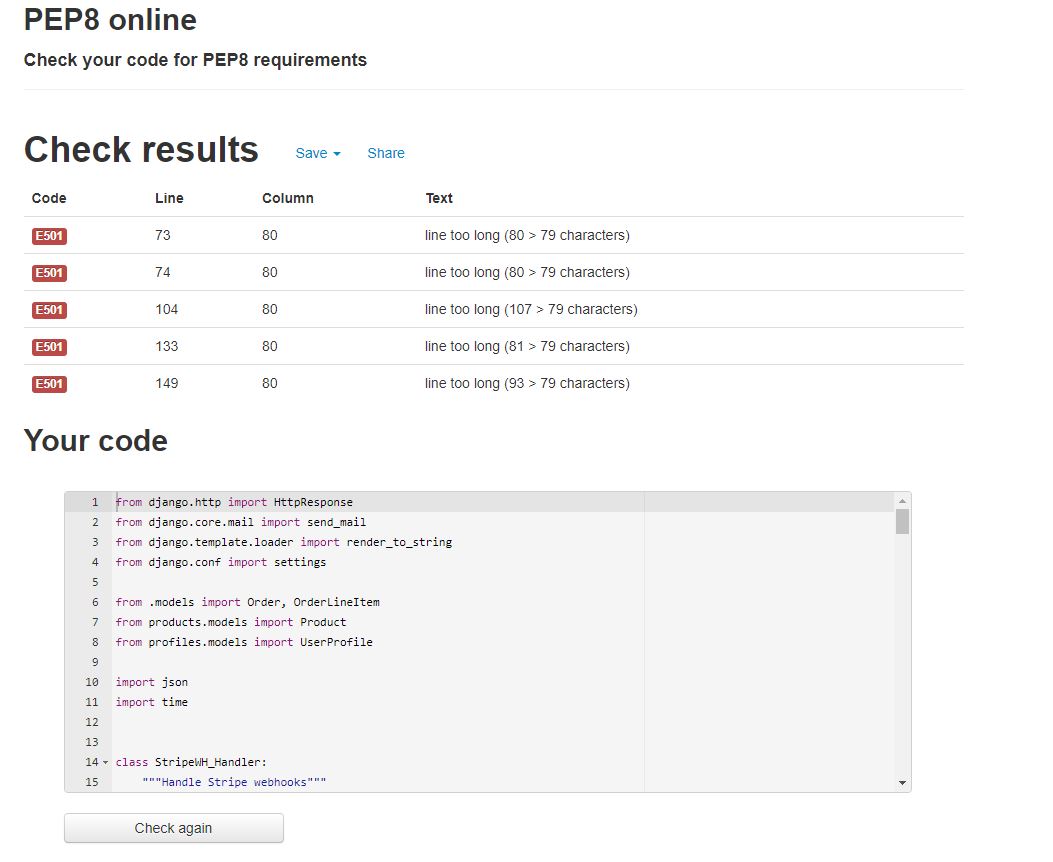 PEP8 online
Check your code for PEP8 requirements
Check results Save Share
Code Line Column Text
E501 73 80 line too long (80 > 79 characters)
E501 74 80 line too long (80 > 79 characters)
E501 104 80 line too long (107 > 79 characters)
E501 133 80 line too long (81 > 79 characters)
E501 149 80 line too long (93 > 79 characters)
Your code
1 from django.http import HttpResponse
2 from django.core.mail import send_mail
3 from django.template.loader import render_to_string
4 from django.conf import settings
5
6 from .models import Order, OrderLineItem
7 from products.models import Product
8 from profiles.models import UserProfile
9
10 import json
11 import time
12
13
14 class StripeWH_Handler:
15 """Handle Stripe webhooks"""
Check again